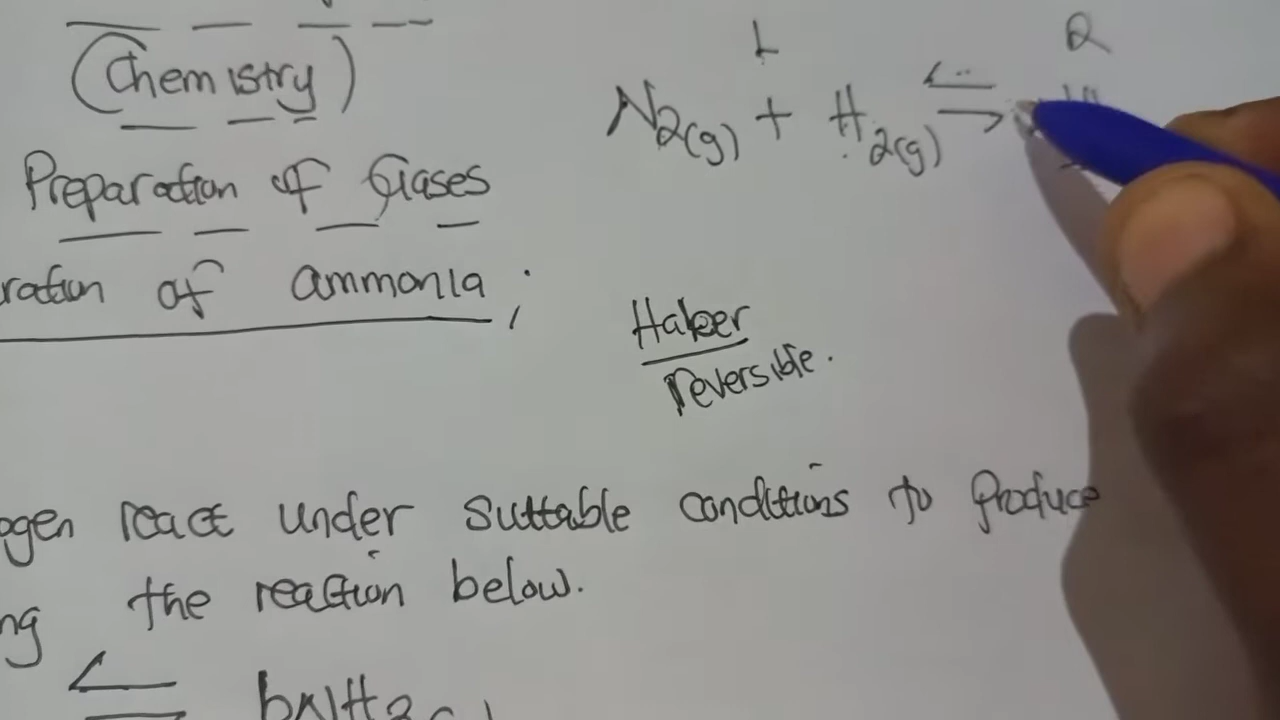 (Chemistry)
Preparation of Gases
ration of ammonia;
L
Q
N2(g) + H2(g) ⇌
Haber
reversible.
ogen react under suitable conditions to produce
ng the reaction below.
⇌ bNH3